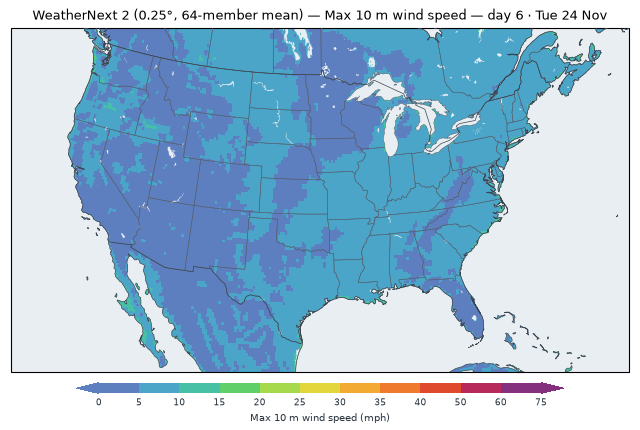 WeatherNext 2 (0.25°, 64-member mean) — Max 10 m wind speed — day 6 · Tue 24 Nov
0 5 10 15 20 25 30 35 40 50 60 75
Max 10 m wind speed (mph)